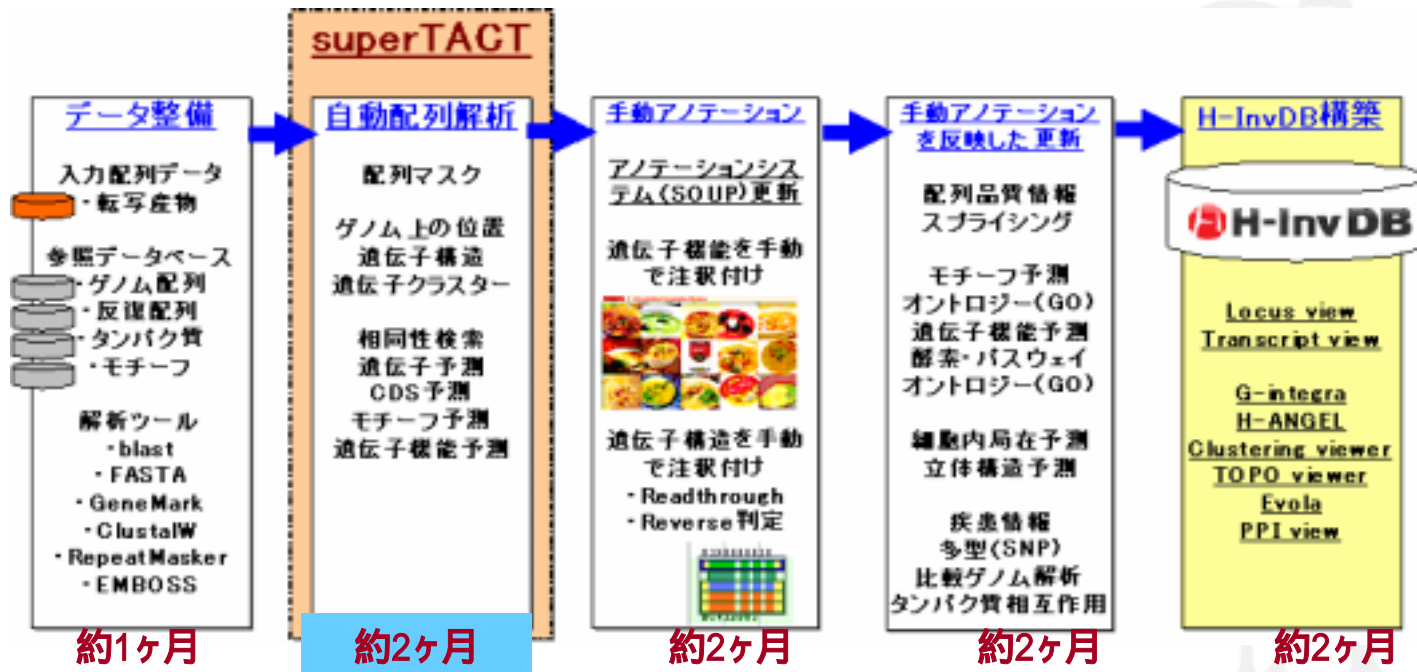 superTACT
データ整備
入力配列データ
・転写産物
参照データベース
・ゲノム配列
・反復配列
・タンパク質
・モチーフ
解析ツール
・blast
・FASTA
・GeneMark
・ClustalW
・RepeatMasker
・EMBOSS
約1ヶ月
自動配列解析
配列マスク
ゲノム上の位置
遺伝子構造
遺伝子クラスター
相同性検索
遺伝子予測
CDS予測
モチーフ予測
遺伝子機能予測
約2ヶ月
手動アノテーション
アノテーションシス
テム(SOUP)更新
遺伝子機能を手動
で注釈付け
遺伝子構造を手動
で注釈付け
・Readthrough
・Reverse判定
約2ヶ月
手動アノテーション
を反映した更新
配列品質情報
スプライシング
モチーフ予測
オントロジー(GO)
遺伝子機能予測
酵素・パスウェイ
オントロジー(GO)
細胞内局在予測
立体構造予測
疾患情報
多型(SNP)
比較ゲノム解析
タンパク質相互作用
約2ヶ月
H-InvDB構築
H-Inv DB
Locus view
Transcript view
G-integra
H-ANGEL
Clustering viewer
TOPO viewer
Evola
PPI view
約2ヶ月